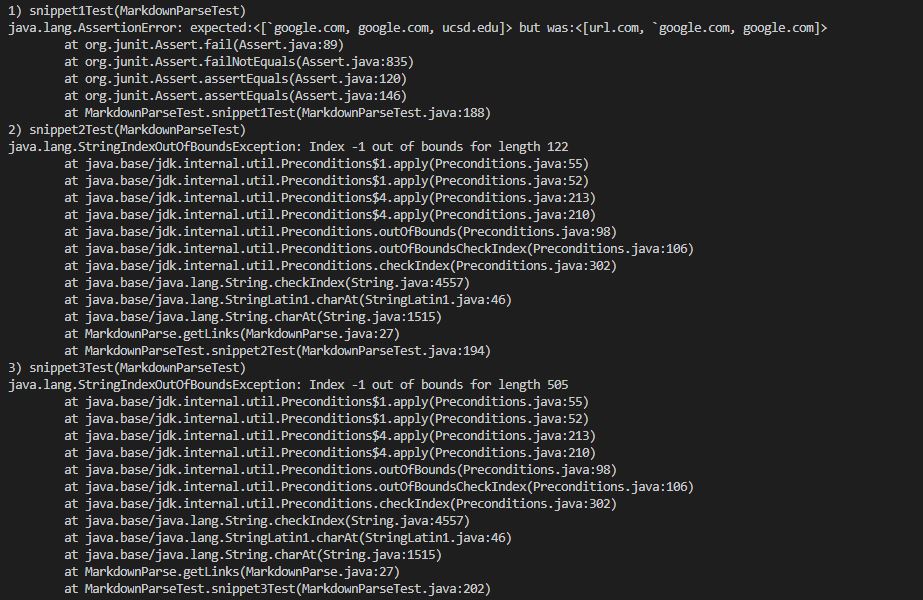 1) snippet1Test(MarkdownParseTest)
java.lang.AssertionError: expected:<[`google.com, google.com, ucsd.edu]> but was:<[url.com, `google.com, google.com]>
at org.junit.Assert.fail(Assert.java:89)
at org.junit.Assert.failNotEquals(Assert.java:835)
at org.junit.Assert.assertEquals(Assert.java:120)
at org.junit.Assert.assertEquals(Assert.java:146)
at MarkdownParseTest.snippet1Test(MarkdownParseTest.java:188)
2) snippet2Test(MarkdownParseTest)
java.lang.StringIndexOutOfBoundsException: Index -1 out of bounds for length 122
at java.base/jdk.internal.util.Preconditions$1.apply(Preconditions.java:55)
at java.base/jdk.internal.util.Preconditions$1.apply(Preconditions.java:52)
at java.base/jdk.internal.util.Preconditions$4.apply(Preconditions.java:213)
at java.base/jdk.internal.util.Preconditions$4.apply(Preconditions.java:210)
at java.base/jdk.internal.util.Preconditions.outOfBounds(Preconditions.java:98)
at java.base/jdk.internal.util.Preconditions.outOfBoundsCheckIndex(Preconditions.java:106)
at java.base/jdk.internal.util.Preconditions.checkIndex(Preconditions.java:302)
at java.base/java.lang.String.checkIndex(String.java:4557)
at java.base/java.lang.StringLatin1.charAt(StringLatin1.java:46)
at java.base/java.lang.String.charAt(String.java:1515)
at MarkdownParse.getLinks(MarkdownParse.java:27)
at MarkdownParseTest.snippet2Test(MarkdownParseTest.java:194)
3) snippet3Test(MarkdownParseTest)
java.lang.StringIndexOutOfBoundsException: Index -1 out of bounds for length 505
at java.base/jdk.internal.util.Preconditions$1.apply(Preconditions.java:55)
at java.base/jdk.internal.util.Preconditions$1.apply(Preconditions.java:52)
at java.base/jdk.internal.util.Preconditions$4.apply(Preconditions.java:213)
at java.base/jdk.internal.util.Preconditions$4.apply(Preconditions.java:210)
at java.base/jdk.internal.util.Preconditions.outOfBounds(Preconditions.java:98)
at java.base/jdk.internal.util.Preconditions.outOfBoundsCheckIndex(Preconditions.java:106)
at java.base/jdk.internal.util.Preconditions.checkIndex(Preconditions.java:302)
at java.base/java.lang.String.checkIndex(String.java:4557)
at java.base/java.lang.StringLatin1.charAt(StringLatin1.java:46)
at java.base/java.lang.String.charAt(String.java:1515)
at MarkdownParse.getLinks(MarkdownParse.java:27)
at MarkdownParseTest.snippet3Test(MarkdownParseTest.java:202)